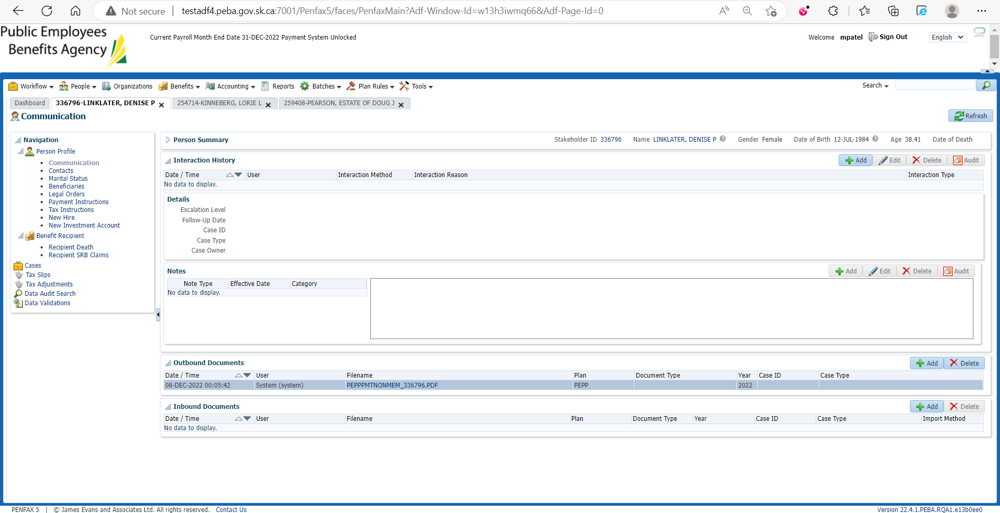 Not secure | testadf4.peba.gov.sk.ca:7001/Penfax5/faces/PenfaxMain?Adf-Window-Id=w13h3iwmq66&Adf-Page-Id=0
Public Employees
Benefits Agency
Current Payroll Month End Date 31-DEC-2022 Payment System Unlocked
Welcome mpatel Sign Out English
Workflow People Organizations Benefits Accounting Reports Batches Plan Rules Tools Search
Dashboard 336796-LINKLATER, DENISE P 254714-KINNEBERG, LORIE L 259408-PEARSON, ESTATE OF DOUG J
Communication Refresh
Navigation
Person Profile
Communication
Contacts
Marital Status
Beneficiaries
Legal Orders
Payment Instructions
Tax Instructions
New Hire
New Investment Account
Benefit Recipient
Recipient Death
Recipient SRB Claims
Cases
Tax Slips
Tax Adjustments
Data Audit Search
Data Validations
Person Summary Stakeholder ID 336796 Name LINKLATER, DENISE P Gender Female Date of Birth 12-JUL-1984 Age 38.41 Date of Death
Interaction History Add Edit Delete Audit
Date / Time User Interaction Method Interaction Reason Interaction Type
No data to display.
Details
Escalation Level
Follow-Up Date
Case ID
Case Type
Case Owner
Notes Add Edit Delete Audit
Note Type Effective Date Category
No data to display.
Outbound Documents Add Delete
Date / Time User Filename Plan Document Type Year Case ID Case Type
08-DEC-2022 00:05:42 System (system) PEPPPMTNONMEM_336796.PDF PEPP 2022
Inbound Documents Add Delete
Date / Time User Filename Plan Document Type Year Case ID Case Type Import Method
No data to display.
PENFAX 5 | © James Evans and Associates Ltd. All rights reserved. Contact Us Version 22.4.1.PEBA.RQA1.e13b0ee0